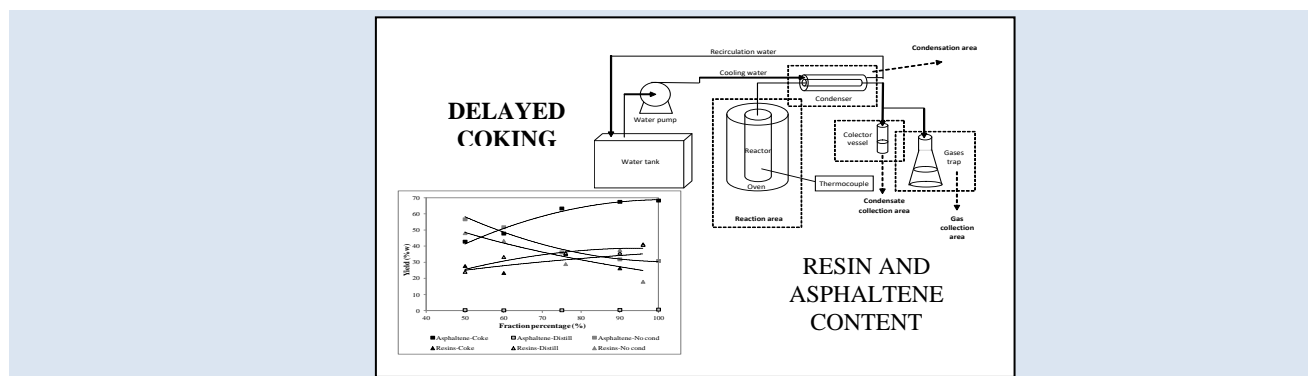 Recirculation water
Condensation area
Cooling water
Condenser
Water pump
DELAYED
COKING
Water tank
Reactor
Oven
Reaction area
Thermocouple
Colector
vessel
Condensate
collection area
Gases
trap
Gas
collection
area
Yield (%w)
70
60
50
40
30
20
10
0
40 50 60 70 80 90 100
Fraction percentage (%)
Asphaltene-Coke Asphaltene-Distill Asphaltene-No cond
Resins-Coke Resins-Distill Resins-No cond
RESIN AND
ASPHALTENE
CONTENT